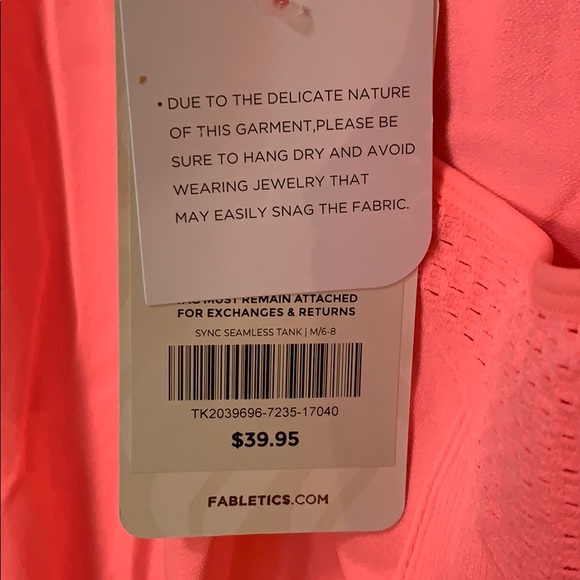 • DUE TO THE DELICATE NATURE
OF THIS GARMENT,PLEASE BE
SURE TO HANG DRY AND AVOID
WEARING JEWELRY THAT
MAY EASILY SNAG THE FABRIC.
TAG MUST REMAIN ATTACHED
FOR EXCHANGES & RETURNS
SYNC SEAMLESS TANK | M/6-8
TK2039696-7235-17040
$39.95
FABLETICS.COM